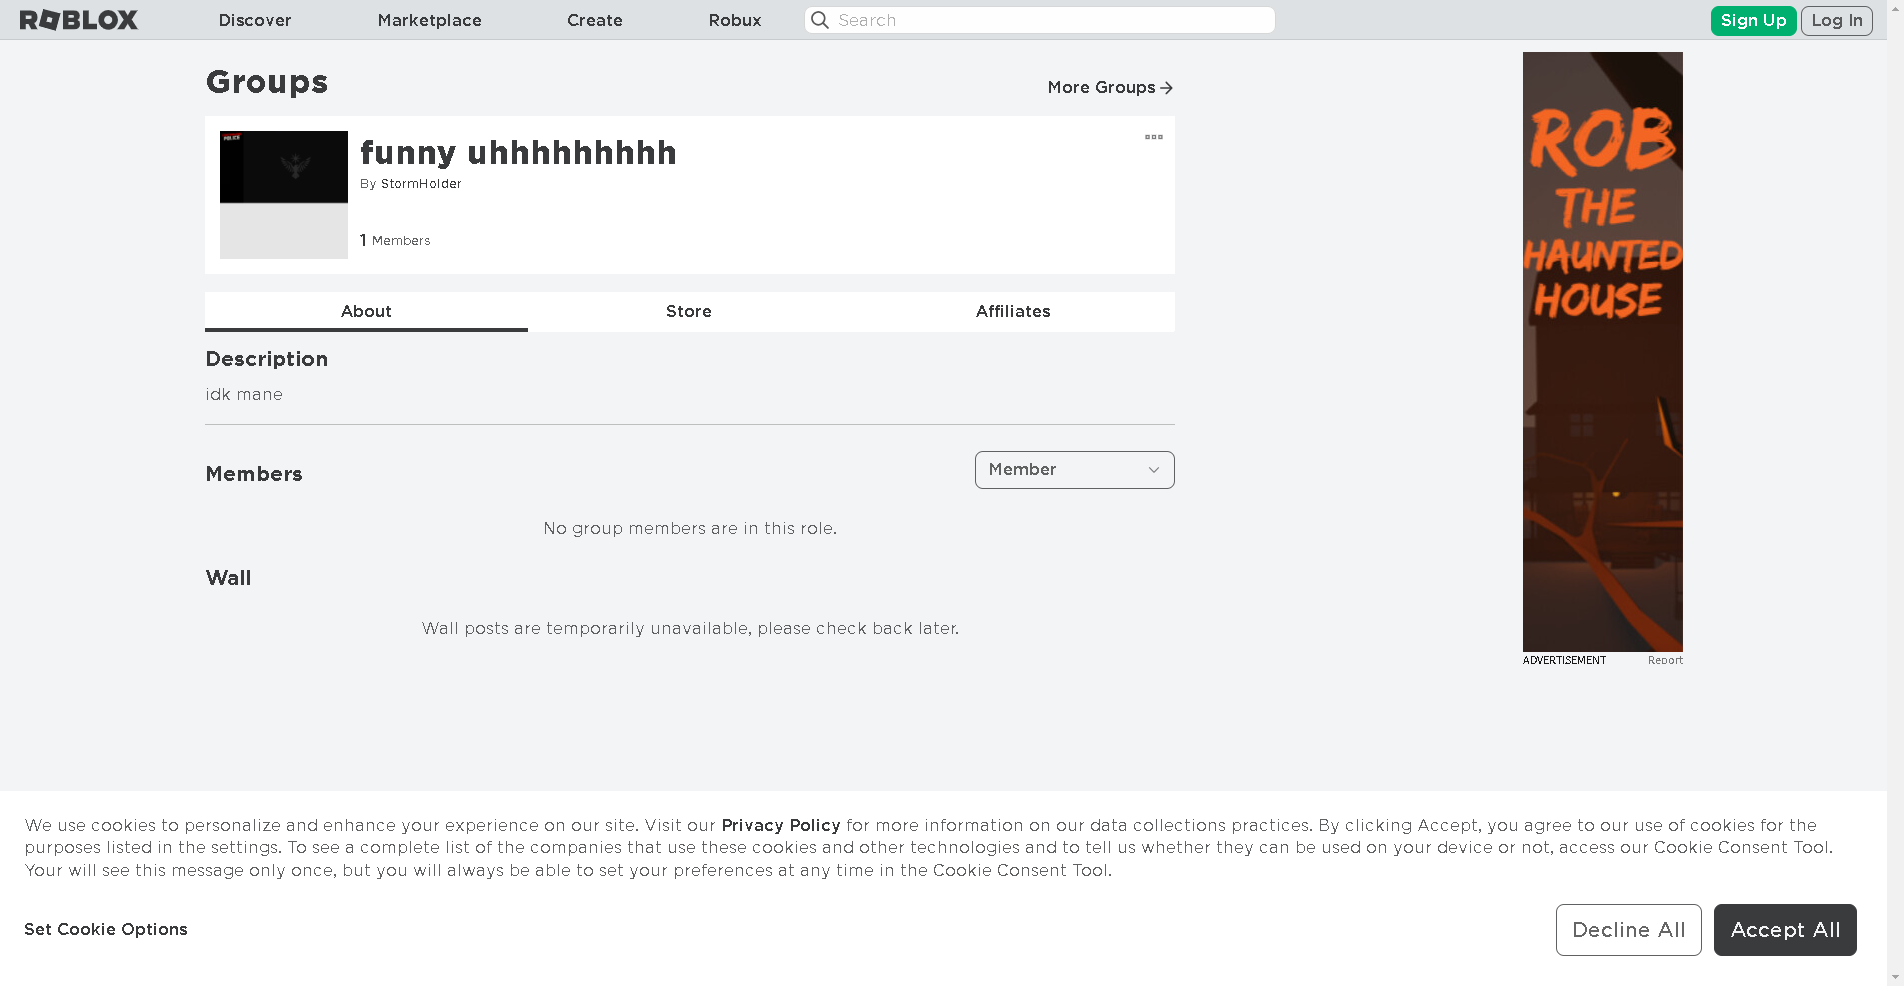 ROBLOX Discover Marketplace Create Robux Search Sign Up Log In
Groups
More Groups
POLICE
funny uhhhhhhhhh
By StormHolder
1 Members
About Store Affiliates
Description
idk mane
Members
Member
No group members are in this role.
Wall
Wall posts are temporarily unavailable, please check back later.
ROB
THE
HAUNTED
HOUSE
ADVERTISEMENT Report
We use cookies to personalize and enhance your experience on our site. Visit our Privacy Policy for more information on our data collections practices. By clicking Accept, you agree to our use of cookies for the
purposes listed in the settings. To see a complete list of the companies that use these cookies and other technologies and to tell us whether they can be used on your device or not, access our Cookie Consent Tool.
Your will see this message only once, but you will always be able to set your preferences at any time in the Cookie Consent Tool.
Set Cookie Options
Decline All Accept All